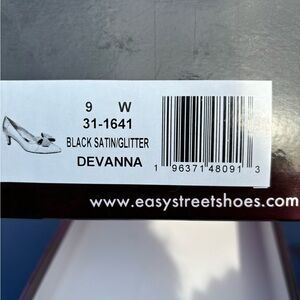 9 W
31-1641
BLACK SATIN/GLITTER
DEVANNA
1 96371 48091 3
www.easystreetshoes.com